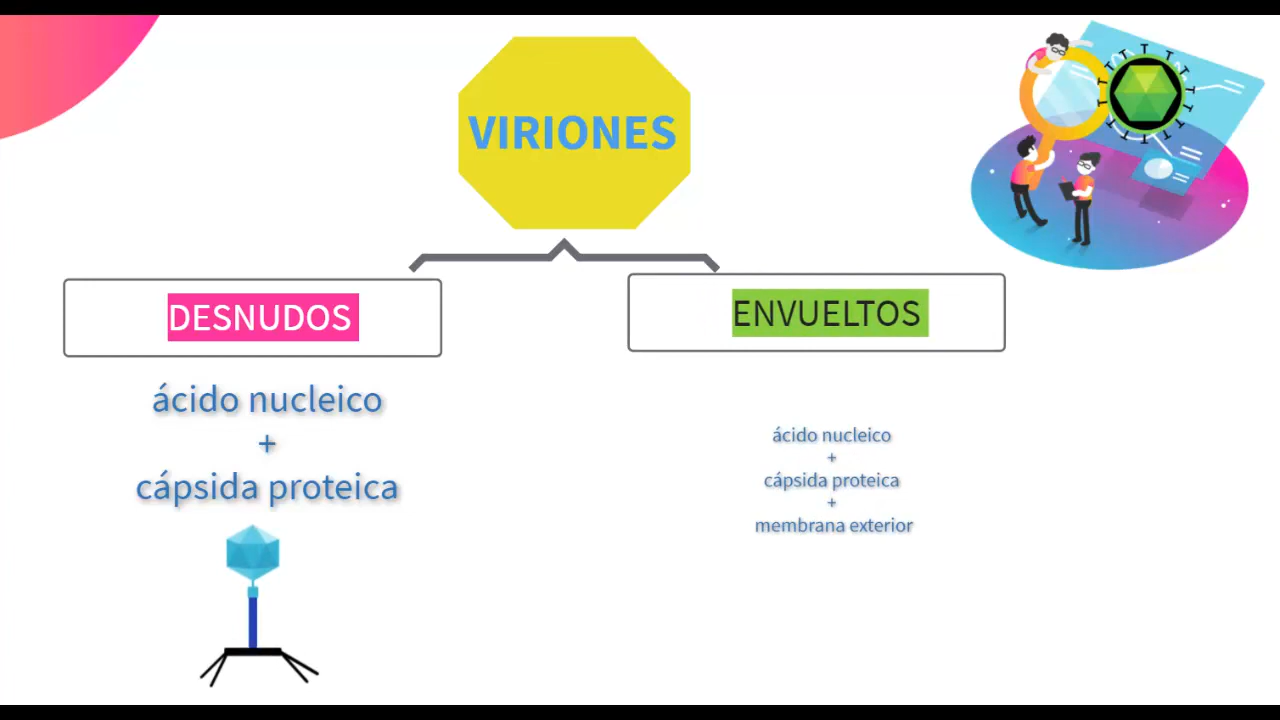 VIRIONES
DESNUDOS
ácido nucleico
+
cápsida proteica
ENVUELTOS
ácido nucleico
+
cápsida proteica
+
membrana exterior